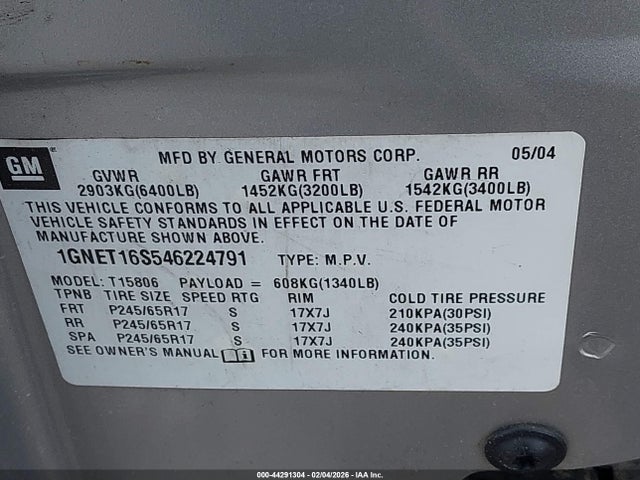 GM
MFD BY GENERAL MOTORS CORP. 05/04
GVWR GAWR FRT GAWR RR
2903KG(6400LB) 1452KG(3200LB) 1542KG(3400LB)
THIS VEHICLE CONFORMS TO ALL APPLICABLE U.S. FEDERAL MOTOR
VEHICLE SAFETY STANDARDS IN EFFECT ON THE DATE OF
MANUFACTURE SHOWN ABOVE.
1GNET16S546224791 TYPE: M.P.V.
MODEL: T15806 PAYLOAD = 608KG(1340LB)
TPNB TIRE SIZE SPEED RTG RIM COLD TIRE PRESSURE
FRT P245/65R17 S 17X7J 210KPA(30PSI)
RR P245/65R17 S 17X7J 240KPA(35PSI)
SPA P245/65R17 S 17X7J 240KPA(35PSI)
SEE OWNER'S MANUAL FOR MORE INFORMATION.
000-44291304 - 02/04/2026 - IAA Inc.